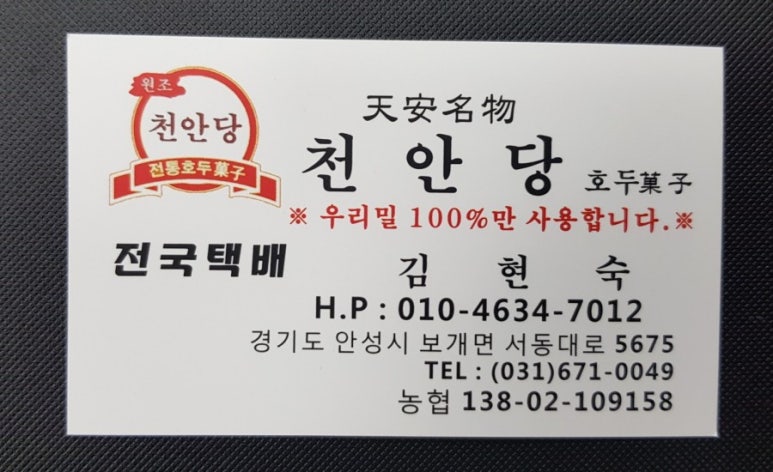 원조
천안당
전통호두菓子
天安名物
천안당 호두菓子
※ 우리밀 100%만 사용합니다.※
전국택배
김현숙
H.P : 010-4634-7012
경기도 안성시 보개면 서동대로 5675
TEL : (031)671-0049
농협 138-02-109158